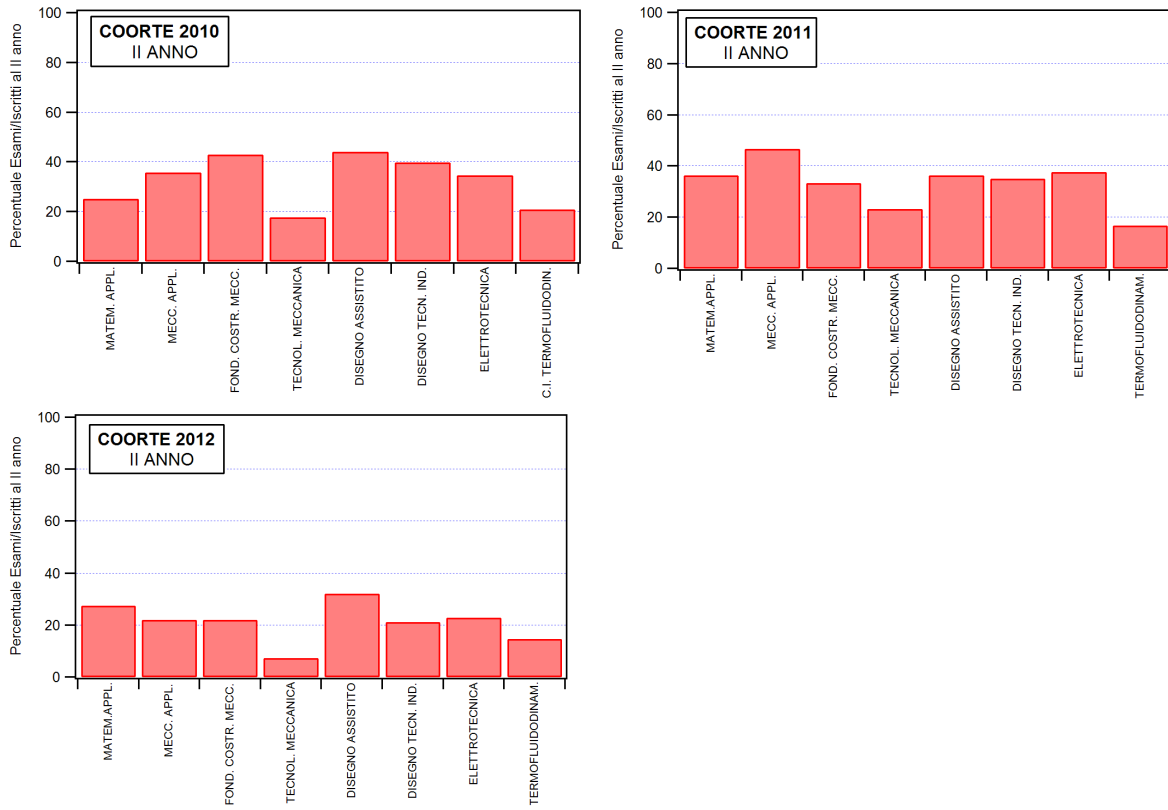 COORTE 2010
II ANNO
Percentuale Esami/Iscritti al II anno
100
80
60
40
20
0
MATEM. APPL.
MECC. APPL.
FOND. COSTR. MECC.
TECNOL. MECCANICA
DISEGNO ASSISTITO
DISEGNO TECN. IND.
ELETTROTECNICA
C.I. TERMOFLUIDODIN.
COORTE 2011
II ANNO
Percentuale Esami/Iscritti al II anno
100
80
60
40
20
0
MATEM.APPL.
MECC. APPL.
FOND. COSTR. MECC.
TECNOL. MECCANICA
DISEGNO ASSISTITO
DISEGNO TECN. IND.
ELETTROTECNICA
TERMOFLUIDODINAM.
COORTE 2012
II ANNO
Percentuale Esami/Iscritti al II anno
100
80
60
40
20
0
MATEM.APPL.
MECC. APPL.
FOND. COSTR. MECC.
TECNOL. MECCANICA
DISEGNO ASSISTITO
DISEGNO TECN. IND.
ELETTROTECNICA
TERMOFLUIDODINAM.